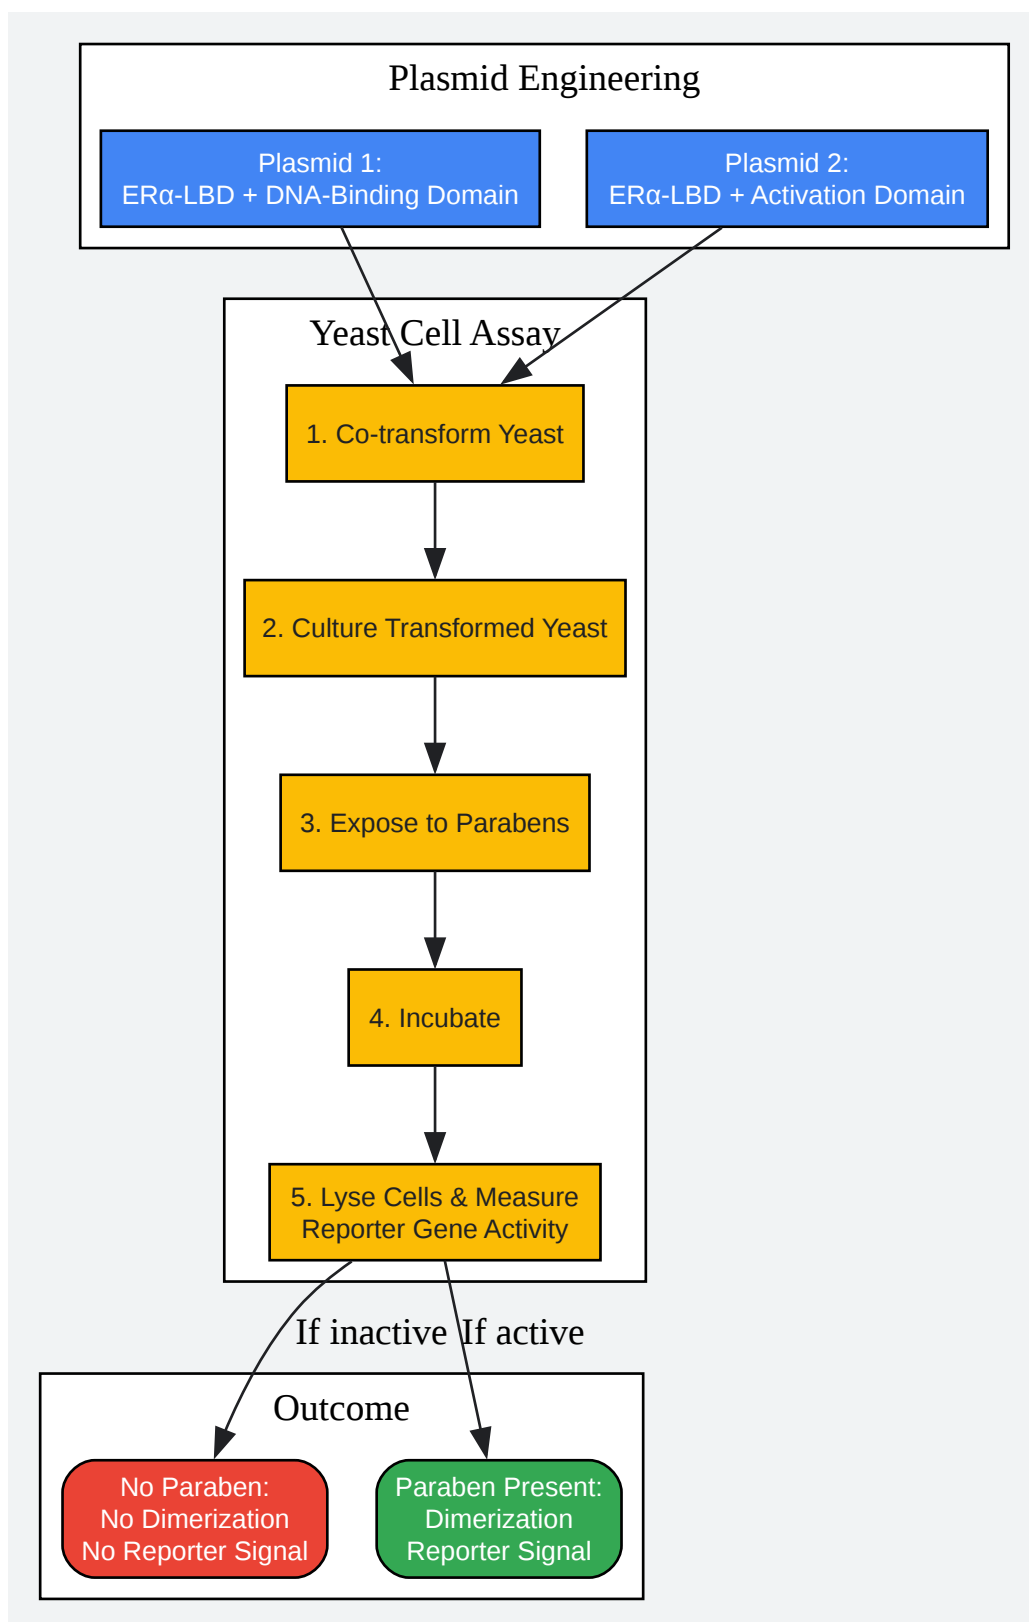 Plasmid Engineering
Plasmid 1:
ERα-LBD + DNA-Binding Domain
Plasmid 2:
ERα-LBD + Activation Domain
Yeast Cell Assay
1. Co-transform Yeast
2. Culture Transformed Yeast
3. Expose to Parabens
4. Incubate
5. Lyse Cells & Measure
Reporter Gene Activity
If inactive
If active
Outcome
No Paraben:
No Dimerization
No Reporter Signal
Paraben Present:
Dimerization
Reporter Signal